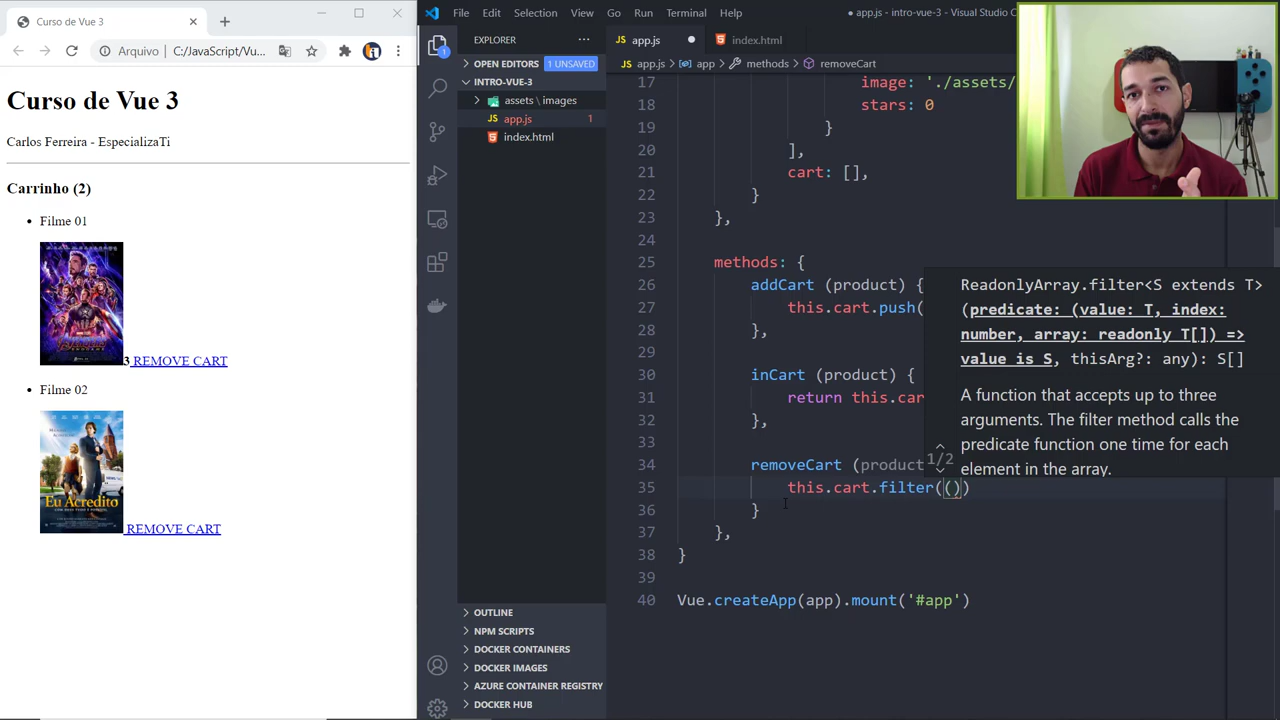 Curso de Vue 3
File Edit Selection View Go Run Terminal Help
app.js - intro-vue-3 - Visual Studio Co
Arquivo
C:/JavaScript/Vu...
EXPLORER
OPEN EDITORS
1 UNSAVED
INTRO-VUE-3
assets \ images
app.js
1
index.html
OUTLINE
NPM SCRIPTS
DOCKER CONTAINERS
DOCKER IMAGES
AZURE CONTAINER REGISTRY
DOCKER HUB
1
Curso de Vue 3
Carlos Ferreira - EspecializaTi
Carrinho (2)
Filme 01
3 REMOVE CART
Filme 02
Eu Acredito
REMOVE CART
app.js
index.html
app.js > app > methods > removeCart
17 image: './assets/
18 stars: 0
19 }
20 ],
21 cart: [],
22 }
23 },
24
25 methods: {
26 addCart (product) {
27 this.cart.push(
28 },
29
30 inCart (product) {
31 return this.car
32 },
33
34 removeCart (product
35 this.cart.filter(())
36 }
37 },
38 }
39
40 Vue.createApp(app).mount('#app')
1/2
ReadonlyArray.filter<S extends T>
(predicate: (value: T, index:
number, array: readonly T[]) =>
value is S, thisArg?: any): S[]
A function that accepts up to three
arguments. The filter method calls the
predicate function one time for each
element in the array.